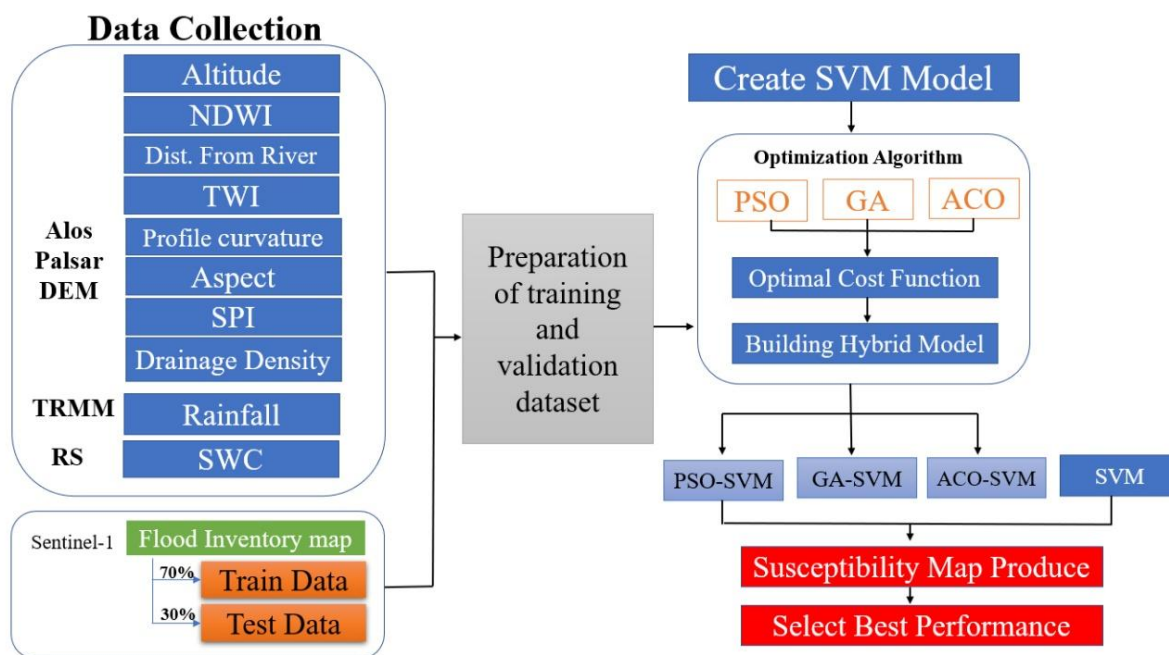 Data Collection
Altitude
NDWI
Dist. From River
TWI
Profile curvature
Aspect
SPI
Drainage Density
Alos
Palsar
DEM
TRMM
Rainfall
RS
SWC
Sentinel-1
Flood Inventory map
70%
Train Data
30%
Test Data
Preparation
of training
and
validation
dataset
Create SVM Model
Optimization Algorithm
PSO
GA
ACO
Optimal Cost Function
Building Hybrid Model
PSO-SVM
GA-SVM
ACO-SVM
SVM
Susceptibility Map Produce
Select Best Performance